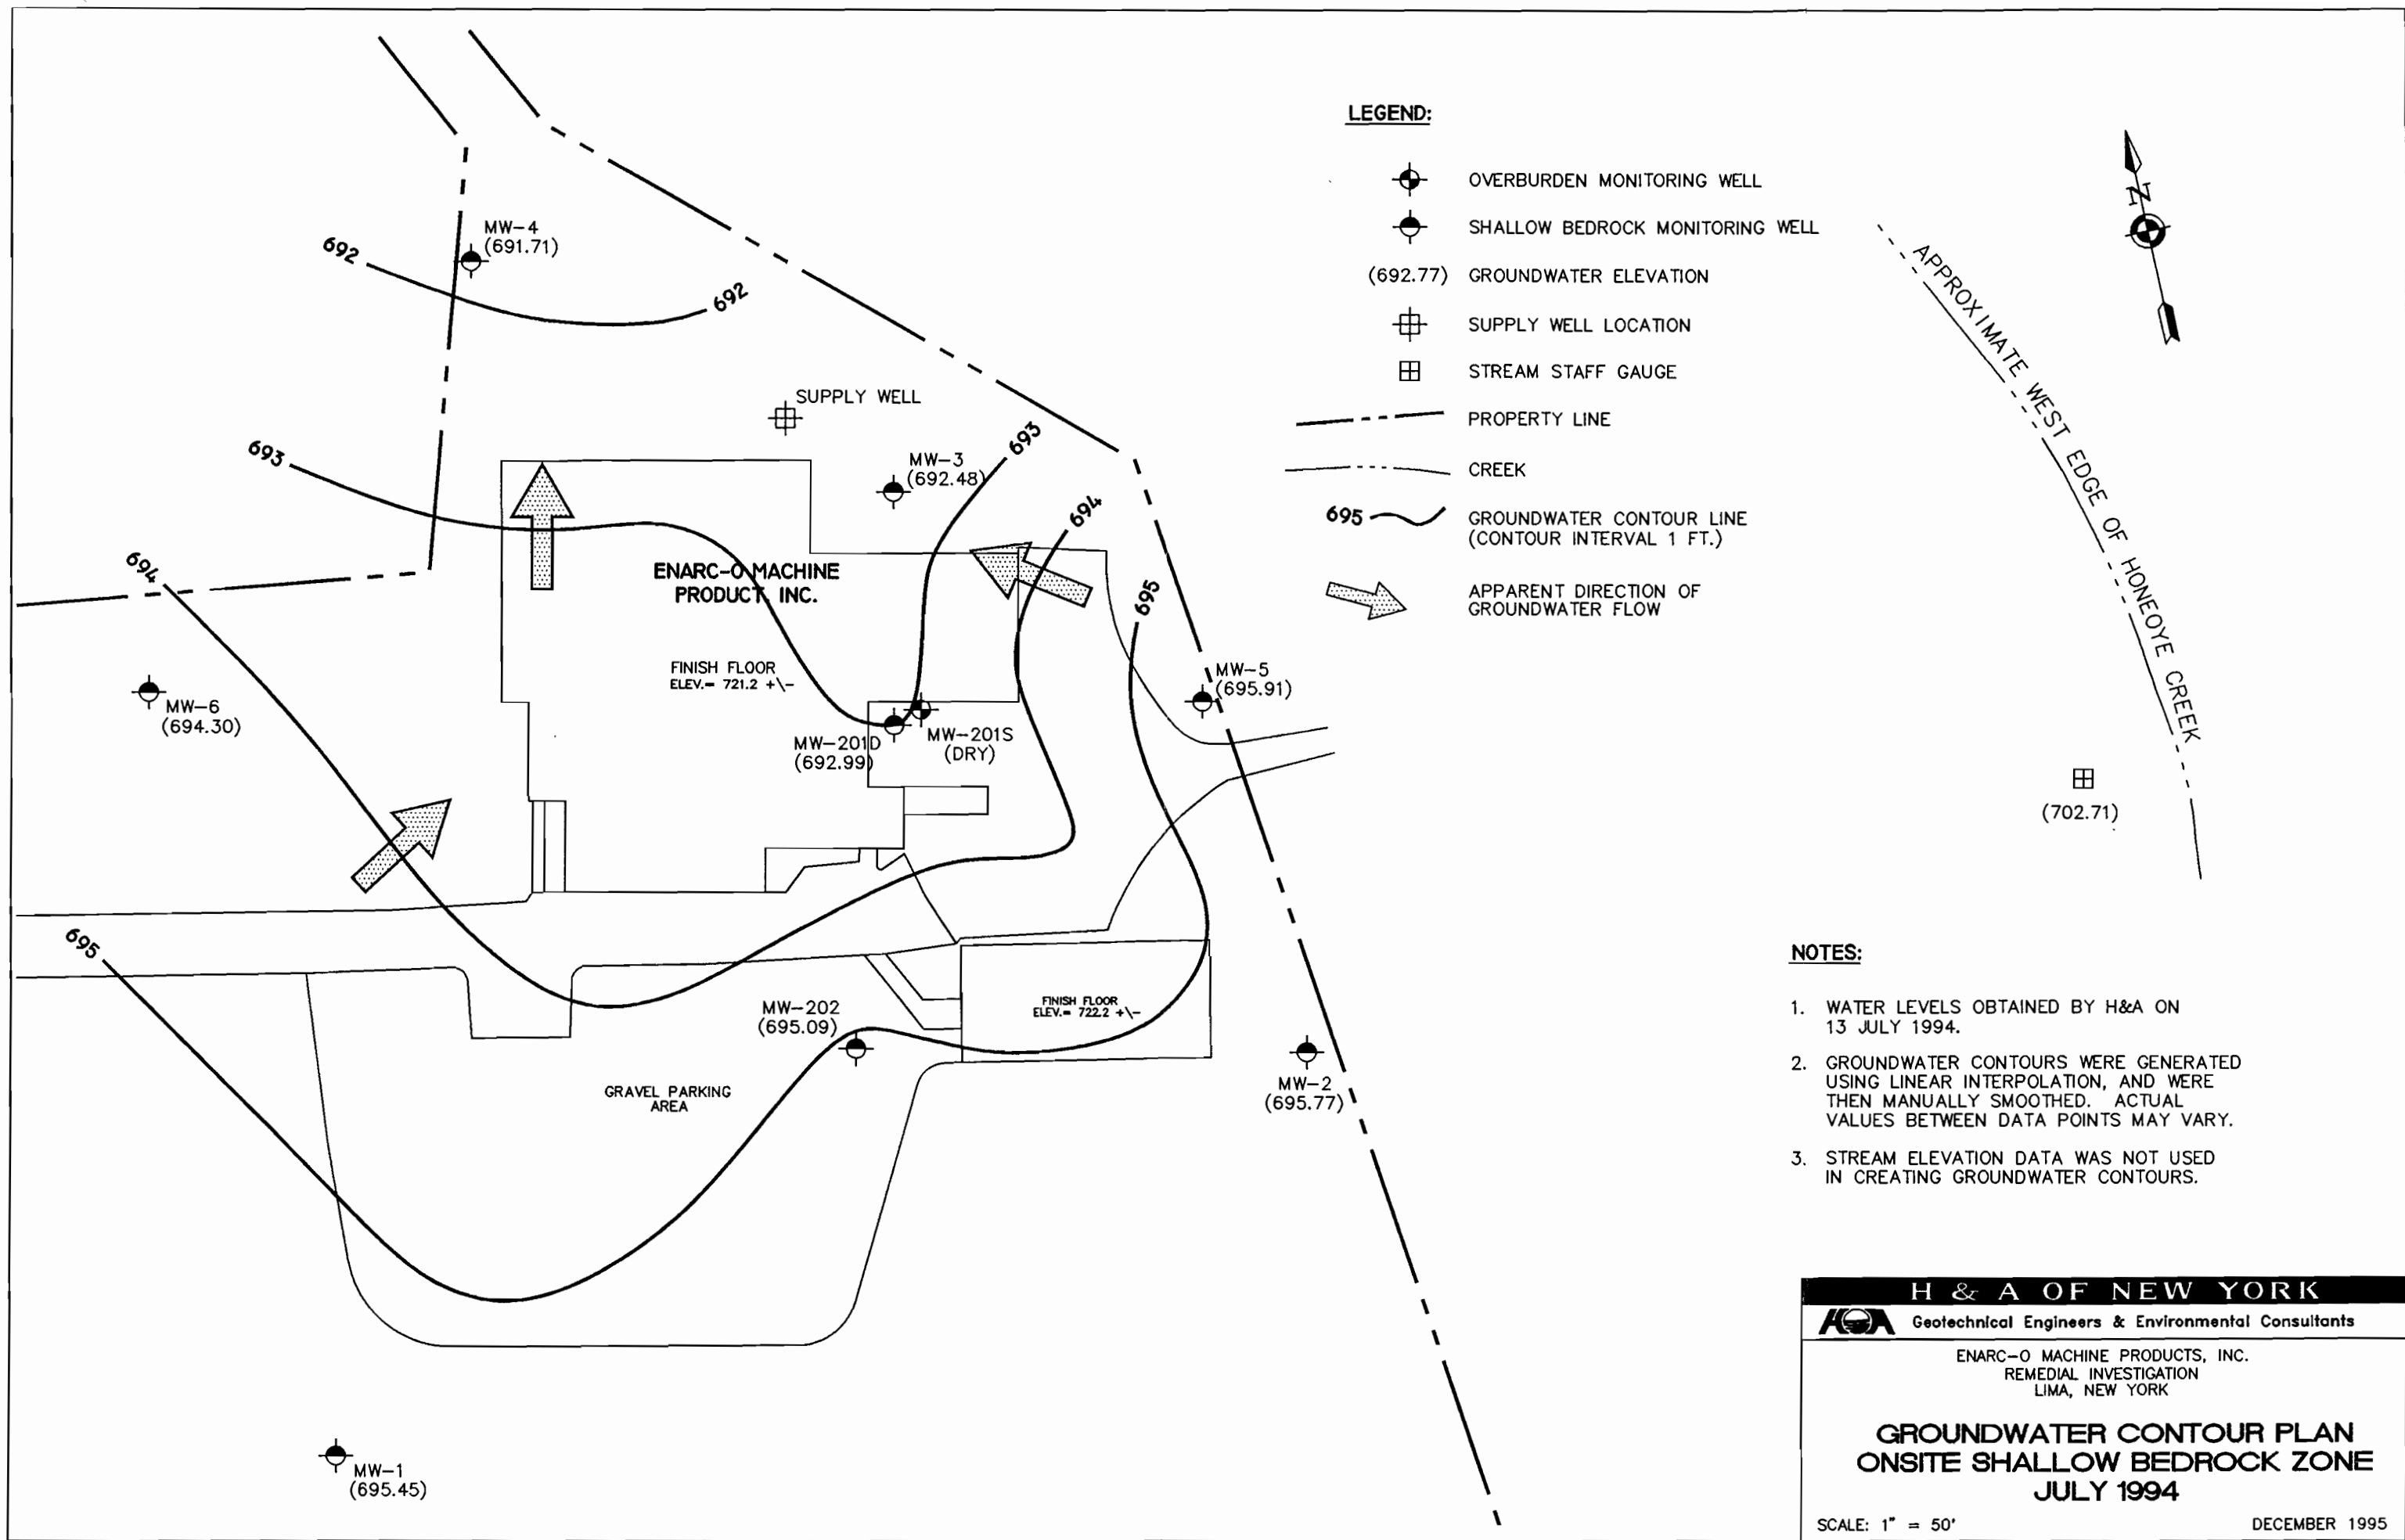 LEGEND:
OVERBURDEN MONITORING WELL
SHALLOW BEDROCK MONITORING WELL
(692.77) GROUNDWATER ELEVATION
SUPPLY WELL LOCATION
STREAM STAFF GAUGE
PROPERTY LINE
CREEK
695 GROUNDWATER CONTOUR LINE
(CONTOUR INTERVAL 1 FT.)
APPARENT DIRECTION OF
GROUNDWATER FLOW
N
APPROXIMATE WEST EDGE OF HONEOYE CREEK
(702.71)
MW-4
(691.71)
692
692
SUPPLY WELL
693
693
MW-3
(692.48)
694
694
ENARC-O MACHINE
PRODUCT INC.
695
FINISH FLOOR
ELEV.= 721.2 +\-
MW-5
(695.91)
MW-6
(694.30)
MW-201D
(692.99)
MW-201S
(DRY)
695
MW-202
(695.09)
FINISH FLOOR
ELEV.= 722.2 +\-
GRAVEL PARKING
AREA
MW-2
(695.77)
MW-1
(695.45)
NOTES:
1. WATER LEVELS OBTAINED BY H&A ON
13 JULY 1994.
2. GROUNDWATER CONTOURS WERE GENERATED
USING LINEAR INTERPOLATION, AND WERE
THEN MANUALLY SMOOTHED. ACTUAL
VALUES BETWEEN DATA POINTS MAY VARY.
3. STREAM ELEVATION DATA WAS NOT USED
IN CREATING GROUNDWATER CONTOURS.
H & A OF NEW YORK
Geotechnical Engineers & Environmental Consultants
ENARC-O MACHINE PRODUCTS, INC.
REMEDIAL INVESTIGATION
LIMA, NEW YORK
GROUNDWATER CONTOUR PLAN
ONSITE SHALLOW BEDROCK ZONE
JULY 1994
SCALE: 1" = 50'
DECEMBER 1995